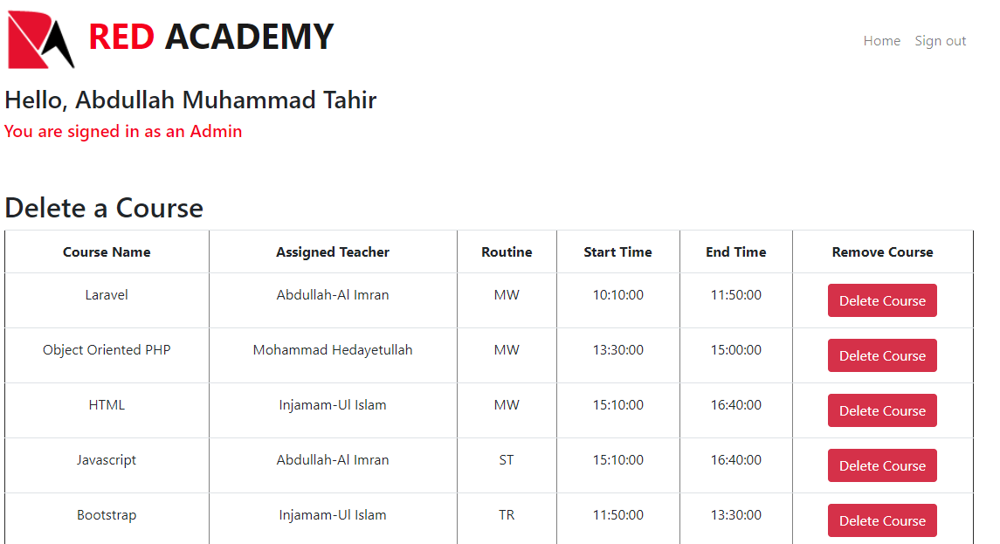 RED ACADEMY
Home Sign out
Hello, Abdullah Muhammad Tahir
You are signed in as an Admin
Delete a Course
Course Name Assigned Teacher Routine Start Time End Time Remove Course
Laravel Abdullah-Al Imran MW 10:10:00 11:50:00 Delete Course
Object Oriented PHP Mohammad Hedayetullah MW 13:30:00 15:00:00 Delete Course
HTML Injamam-Ul Islam MW 15:10:00 16:40:00 Delete Course
Javascript Abdullah-Al Imran ST 15:10:00 16:40:00 Delete Course
Bootstrap Injamam-Ul Islam TR 11:50:00 13:30:00 Delete Course